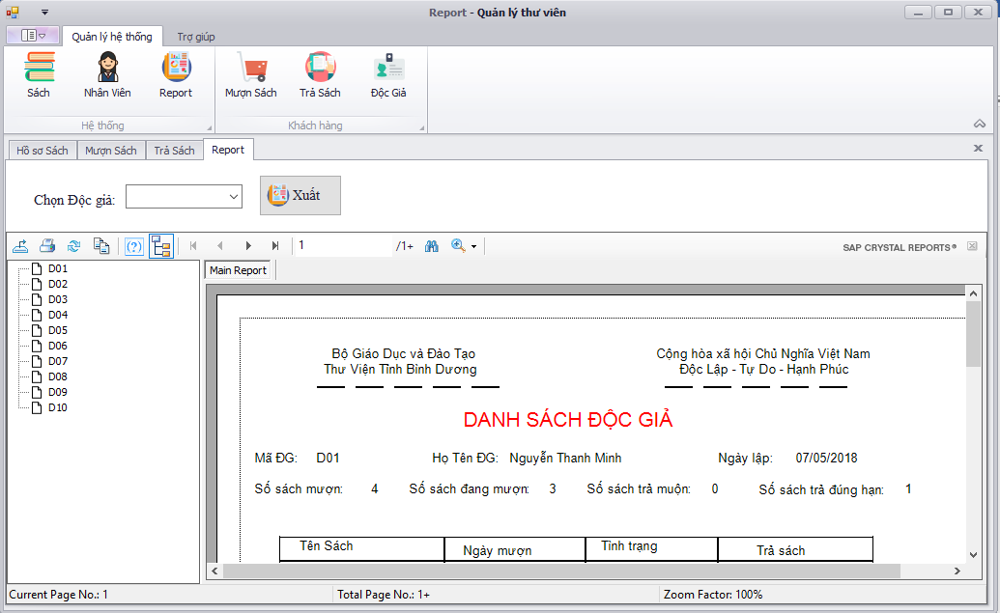 Report - Quản lý thư viên
Quản lý hệ thống Trợ giúp
Sách Nhân Viên Report Mượn Sách Trả Sách Độc Giả
Hệ thống Khách hàng
Hồ sơ Sách Mượn Sách Trả Sách Report
Chọn Độc giả: Xuất
(?) 1 /1+ SAP CRYSTAL REPORTS®
Main Report
D01
D02
D03
D04
D05
D06
D07
D08
D09
D10
Bộ Giáo Dục và Đào Tạo Cộng hòa xã hội Chủ Nghĩa Việt Nam
Thư Viện Tỉnh Bình Dương Độc Lập - Tự Do - Hạnh Phúc
DANH SÁCH ĐỘC GIẢ
Mã ĐG: D01 Họ Tên ĐG: Nguyễn Thanh Minh Ngày lập: 07/05/2018
Số sách mượn: 4 Số sách đang mượn: 3 Số sách trả muộn: 0 Số sách trả đúng hạn: 1
Tên Sách Ngày mượn Tình trạng Trả sách
Current Page No.: 1 Total Page No.: 1+ Zoom Factor: 100%